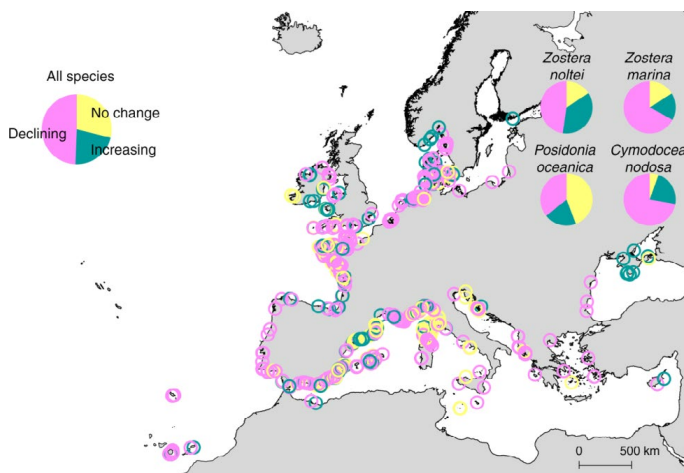 All species
No change
Declining
Increasing
Zostera
noltei
Zostera
marina
Posidonia
oceanica
Cymodocea
nodosa
0
500 km